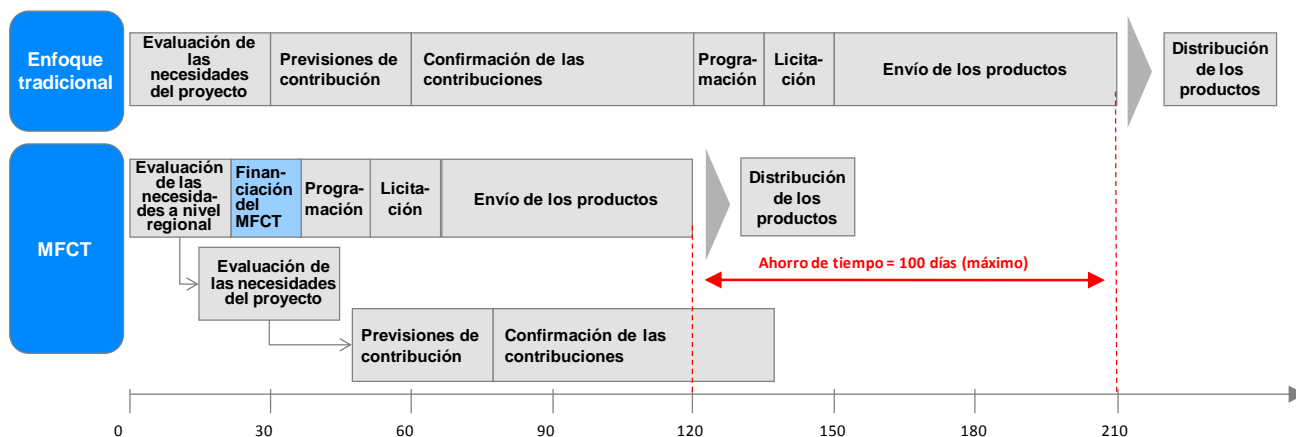 Enfoque
tradicional
Evaluación de
las
necesidades
del proyecto
Previsiones de
contribución
Confirmación de las
contribuciones
Progra-
mación
Licita-
ción
Envío de los productos
Distribución
de los
productos
MFCT
Evaluación de
las
necesida-
des a nivel
regional
Finan-
ciación
del
MFCT
Progra-
mación
Licita-
ción
Envío de los productos
Distribución
de los
productos
Evaluación de
las necesidades
del proyecto
Ahorro de tiempo = 100 días (máximo)
Previsiones de
contribución
Confirmación de las
contribuciones
0 30 60 90 120 150 180 210